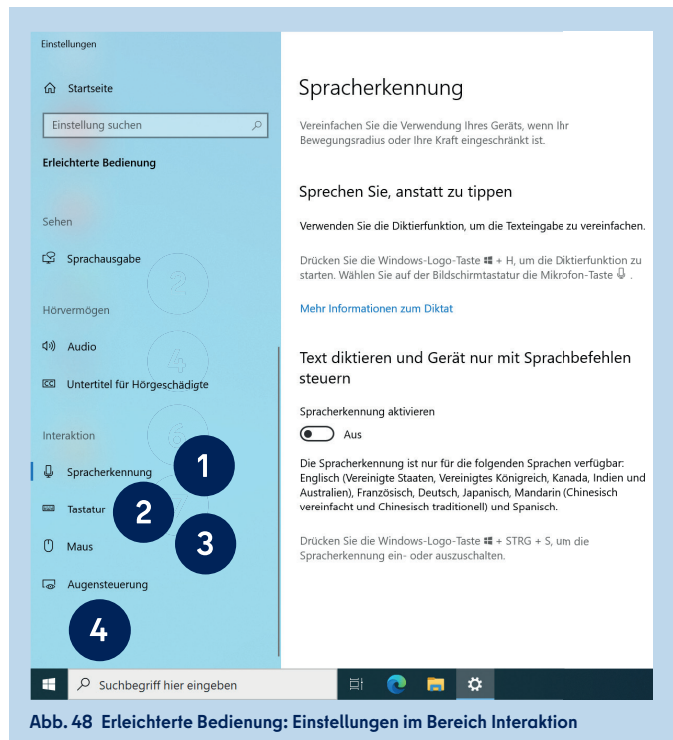 Einstellungen
Startseite
Einstellung suchen
Erleichterte Bedienung
Sehen
Sprachausgabe
2
Hörvermögen
Audio
4
Untertitel für Hörgeschädigte
Interaktion
6
Spracherkennung
1
Tastatur
2
Maus
3
Augensteuerung
4
Spracherkennung
Vereinfachen Sie die Verwendung Ihres Geräts, wenn Ihr
Bewegungsradius oder Ihre Kraft eingeschränkt ist.
Sprechen Sie, anstatt zu tippen
Verwenden Sie die Diktierfunktion, um die Texteingabe zu vereinfachen.
Drücken Sie die Windows-Logo-Taste + H, um die Diktierfunktion zu
starten. Wählen Sie auf der Bildschirmtastatur die Mikrofon-Taste .
Mehr Informationen zum Diktat
Text diktieren und Gerät nur mit Sprachbefehlen
steuern
Spracherkennung aktivieren
Aus
Die Spracherkennung ist nur für die folgenden Sprachen verfügbar:
Englisch (Vereinigte Staaten, Vereinigtes Königreich, Kanada, Indien und
Australien), Französisch, Deutsch, Japanisch, Mandarin (Chinesisch
vereinfacht und Chinesisch traditionell) und Spanisch.
Drücken Sie die Windows-Logo-Taste + STRG + S, um die
Spracherkennung ein- oder auszuschalten.
Suchbegriff hier eingeben
Abb. 48 Erleichterte Bedienung: Einstellungen im Bereich Interaktion